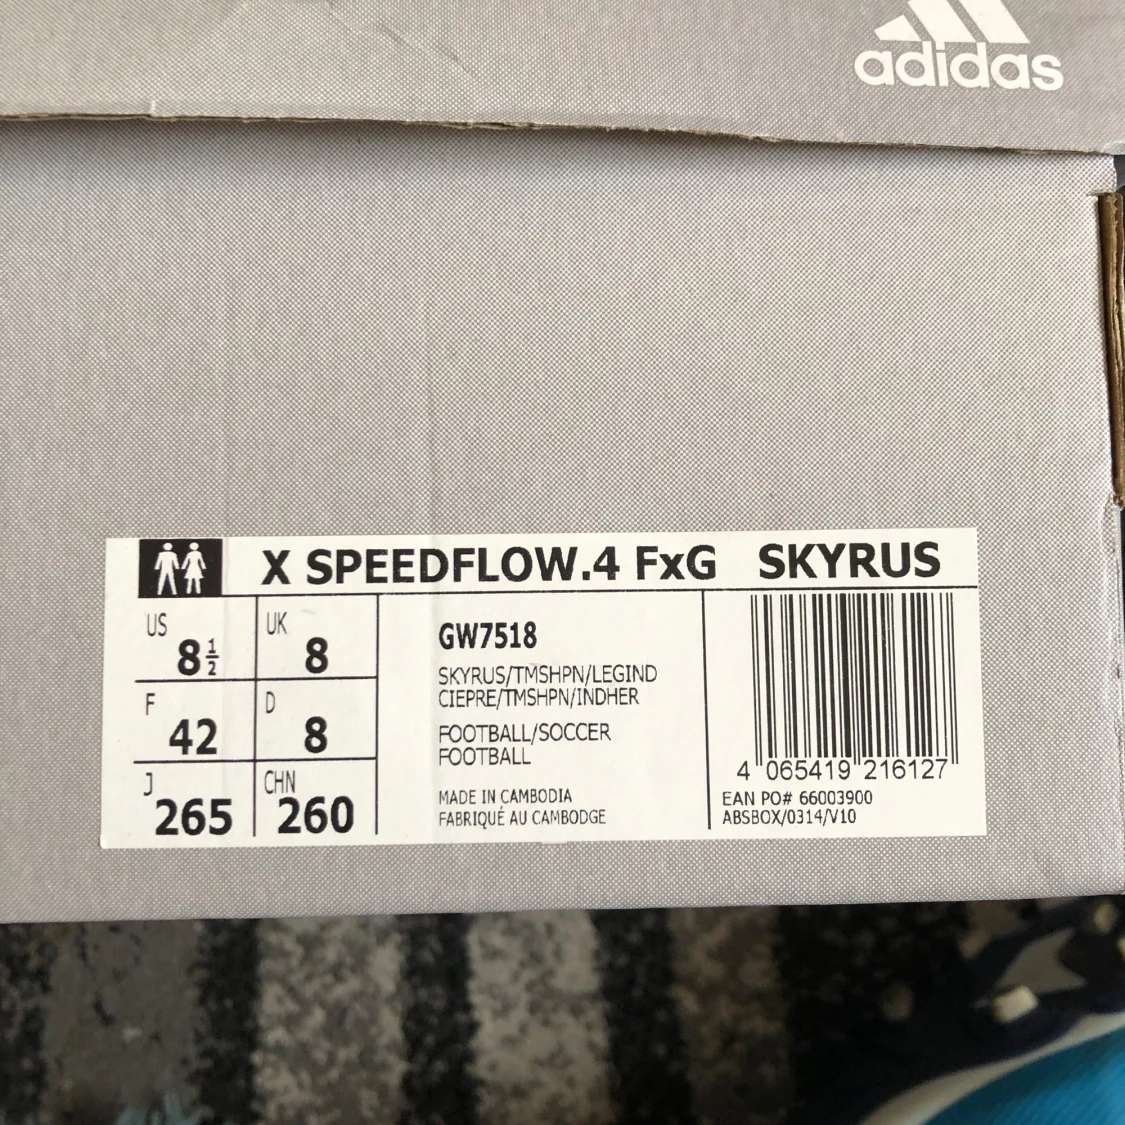 adidas
X SPEEDFLOW.4 FxG SKYRUS
US 8½
UK 8
F 42
D 8
J 265
CHN 260
GW7518
SKYRUS/TMSHPN/LEGIND
CIEPRE/TMSHPN/INDHER
FOOTBALL/SOCCER
FOOTBALL
MADE IN CAMBODIA
FABRIQUÉ AU CAMBODGE
4 065419 216127
EAN PO# 66003900
ABSBOX/0314/V10